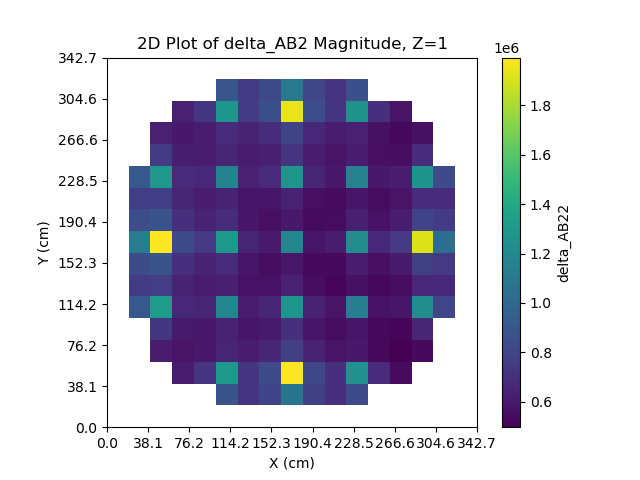 2D Plot of delta_AB2 Magnitude, Z=1
1e6
342.7
304.6
266.6
228.5
190.4
152.3
114.2
76.2
38.1
0.0
Y (cm)
0.0 38.1 76.2 114.2 152.3 190.4 228.5 266.6 304.6 342.7
X (cm)
1.8
1.6
1.4
1.2
1.0
0.8
0.6
delta_AB22